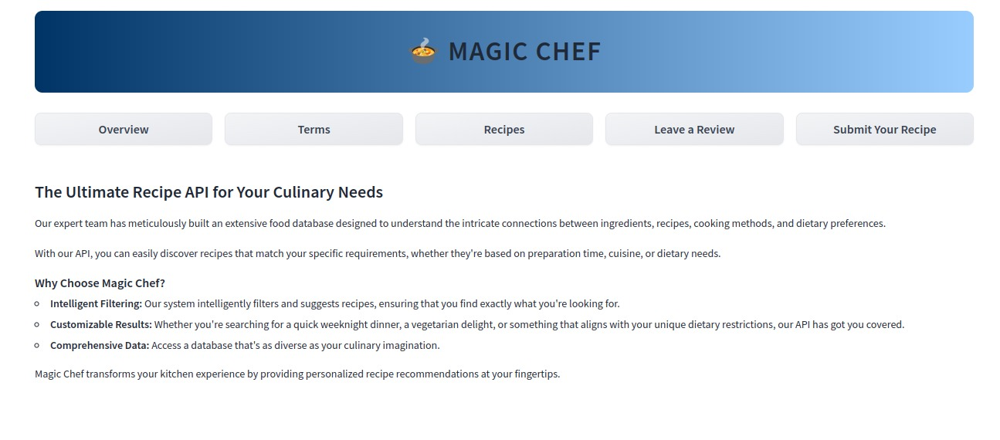 MAGIC CHEF
Overview
Terms
Recipes
Leave a Review
Submit Your Recipe
The Ultimate Recipe API for Your Culinary Needs
Our expert team has meticulously built an extensive food database designed to understand the intricate connections between ingredients, recipes, cooking methods, and dietary preferences.
With our API, you can easily discover recipes that match your specific requirements, whether they're based on preparation time, cuisine, or dietary needs.
Why Choose Magic Chef?
Intelligent Filtering: Our system intelligently filters and suggests recipes, ensuring that you find exactly what you're looking for.
Customizable Results: Whether you're searching for a quick weeknight dinner, a vegetarian delight, or something that aligns with your unique dietary restrictions, our API has got you covered.
Comprehensive Data: Access a database that's as diverse as your culinary imagination.
Magic Chef transforms your kitchen experience by providing personalized recipe recommendations at your fingertips.